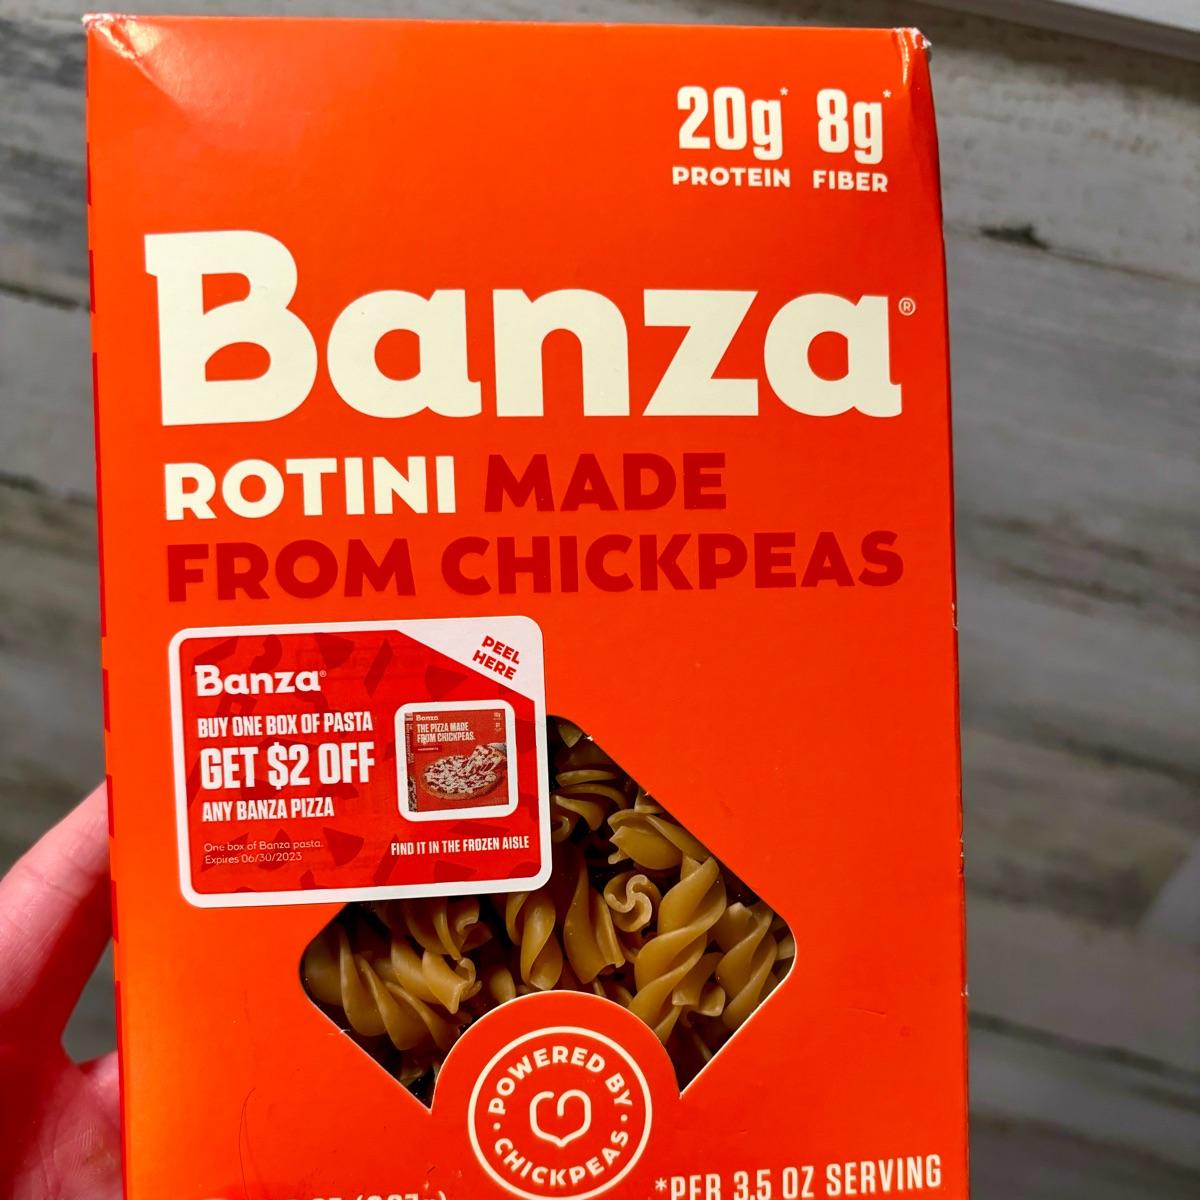 20g* 8g*
PROTEIN FIBER
Banza®
ROTINI MADE
FROM CHICKPEAS
PEEL
HERE
Banza®
BUY ONE BOX OF PASTA
GET $2 OFF
ANY BANZA PIZZA
One box of Banza pasta.
Expires 06/30/2023
Banza
THE PIZZA MADE
FROM CHICKPEAS.
FIND IT IN THE FROZEN AISLE
POWERED BY
CHICKPEAS
*PER 3.5 OZ SERVING